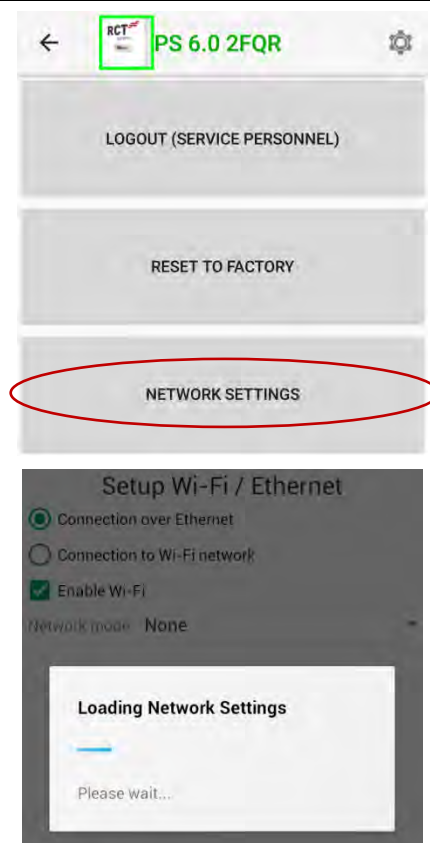 RCT
PS 6.0 2FQR
LOGOUT (SERVICE PERSONNEL)
RESET TO FACTORY
NETWORK SETTINGS
Setup Wi-Fi / Ethernet
Connection over Ethernet
Connection to Wi-Fi network
Enable Wi-Fi
Network mode None
Loading Network Settings
Please wait...